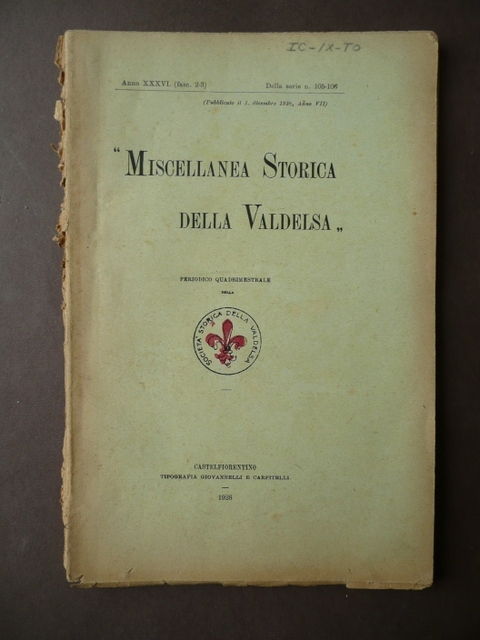 IC-IX-TO
Anno XXXVI. (fasc. 2-3) Della serie n. 105-106
(Pubblicato il 1. dicembre 1928, Anno VII)
“ MISCELLANEA STORICA
DELLA VALDELSA „
PERIODICO QUADRIMESTRALE
DELLA
SOCIETÀ STORICA DELLA VALDELSA
CASTELFIORENTINO
TIPOGRAFIA GIOVANNELLI E CARPITELLI
1928